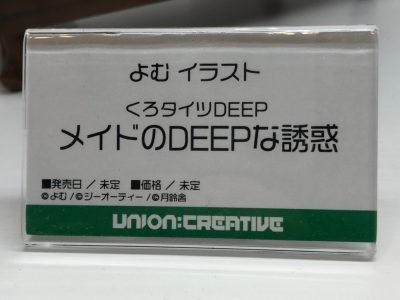 よむ イラスト
くろタイツDEEP
メイドのDEEPな誘惑
■発売日 / 未定 ■価格 / 未定
©よむ/©ジーオーティー/©月鈴舎
UNION:CREATIVE